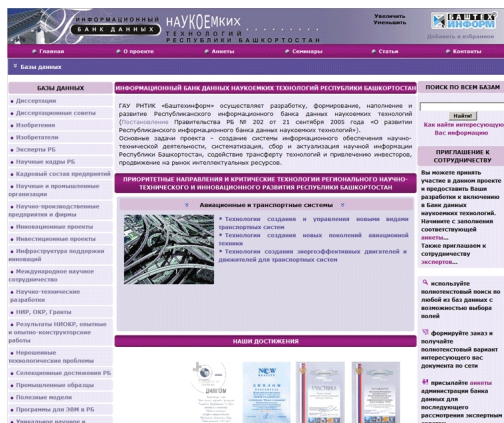 ИНФОРМАЦИОННЫЙ
БАНК ДАННЫХ
НАУКОЕМКИХ
ТЕХНОЛОГИЙ
РЕСПУБЛИКИ БАШКОРТОСТАН
Увеличить
Уменьшить
БАШТЕХ
ИНФОРМ
Добавить в избранное
Главная
О проекте
Анкеты
Семинары
Статьи
Контакты
Базы данных
БАЗЫ ДАННЫХ
Диссертации
Диссертационные советы
Изобретения
Изобретатели
Эксперты РБ
Научные кадры РБ
Кадровый состав предприятий
Научные и промышленные
организации
Научно-производственные
предприятия и фирмы
Инновационные проекты
Инвестиционные проекты
Инфраструктура поддержки
инноваций
Международное научное
сотрудничество
Научно-технические
разработки
НИР, ОКР, Гранты
Результаты НИОКР, опытные
и опытно-конструкторские
работы
Нерешенные
технологические проблемы
Селекционные достижения РБ
Промышленные образцы
Полезные модели
Программы для ЭВМ и РБ
Уникальное научное и
ИНФОРМАЦИОННЫЙ БАНК ДАННЫХ НАУКОЕМКИХ ТЕХНОЛОГИЙ РЕСПУБЛИКИ БАШКОРТОСТАН
ГАУ РНТИК «Баштехинформ» осуществляет разработку, формирование, наполнение и
развитие Республиканского информационного банка данных наукоемких технологий
(Постановление Правительства РБ № 202 от 21 сентября 2005 года «О развитии
Республиканского информационного банка данных наукоемких технологий»).
Основные задачи проекта – создание системы информационного обеспечения научно-
технической деятельности, систематизация, сбор и актуализация научной информации
Республики Башкортостан, содействие трансферту технологий и привлечению инвесторов,
продвижение на рынок интеллектуальных ресурсов.
ПРИОРИТЕТНЫЕ НАПРАВЛЕНИЯ И КРИТИЧЕСКИЕ ТЕХНОЛОГИИ РЕГИОНАЛЬНОГО НАУЧНО-
ТЕХНИЧЕСКОГО И ИННОВАЦИОННОГО РАЗВИТИЯ РЕСПУБЛИКИ БАШКОРТОСТАН
Авиационные и транспортные системы
* Технологии создания и управления новыми видами
транспортных систем
* Технологии создания новых поколений авиационной
техники
* Технологии создания энергоэффективных двигателей и
движителей для транспортных систем
НАШИ ДОСТИЖЕНИЯ
ДИПЛОМ
NEW
ДИПЛОМ
ПОИСК ПО ВСЕМ БАЗАМ
Найти!
Как найти интересующую
Вас информацию
ПРИГЛАШЕНИЕ К
СОТРУДНИЧЕСТВУ
Вы можете принять
участие в данном проекте
и предоставить Ваши
разработки к включению
в Банк данных
наукоемких технологий.
Начните с заполнения
соответствующей
анкеты...
Также приглашаем к
сотрудничеству
экспертов...
используйте
полнотекстовый поиск по
любой из баз данных с
возможностью выбора
полей
формируйте заказ и
получайте
полнотекстовый вариант
интересующего вас
документа по сети
присылайте анкеты
администрации банка
данных для
последующего
рассмотрения экспертным